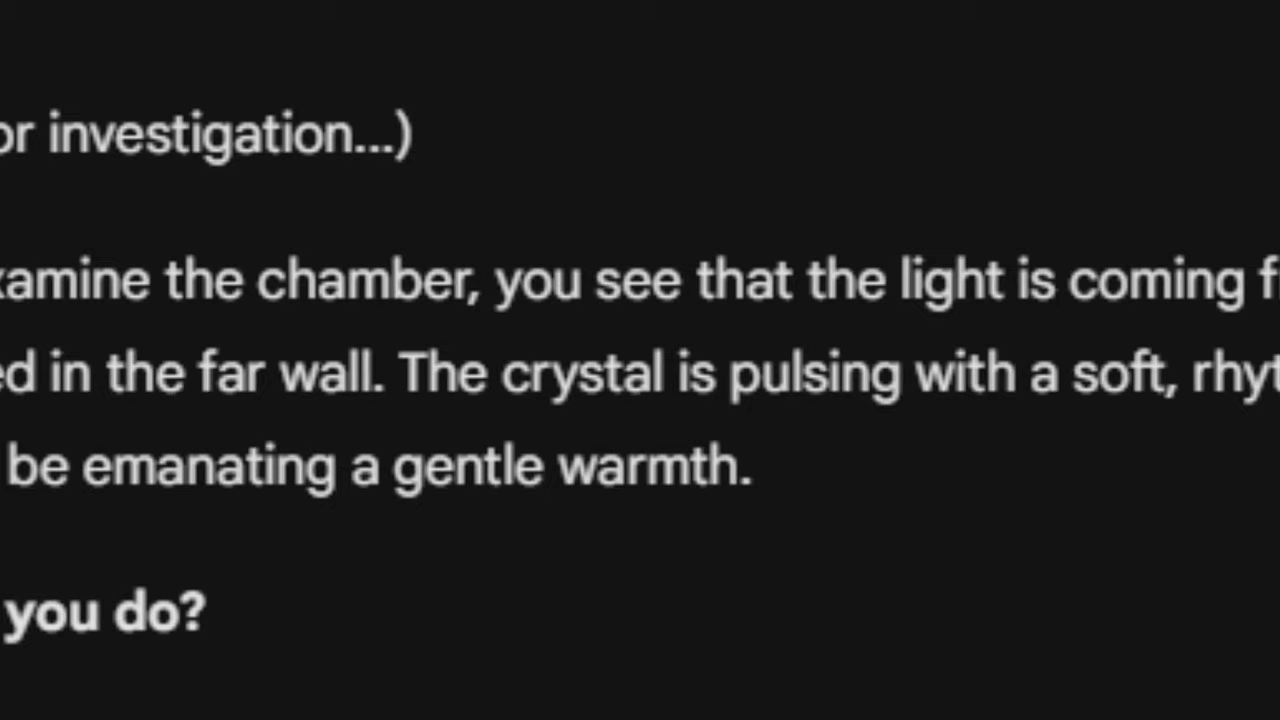 or investigation...)
xamine the chamber, you see that the light is coming f
ed in the far wall. The crystal is pulsing with a soft, rhyt
be emanating a gentle warmth.
you do?